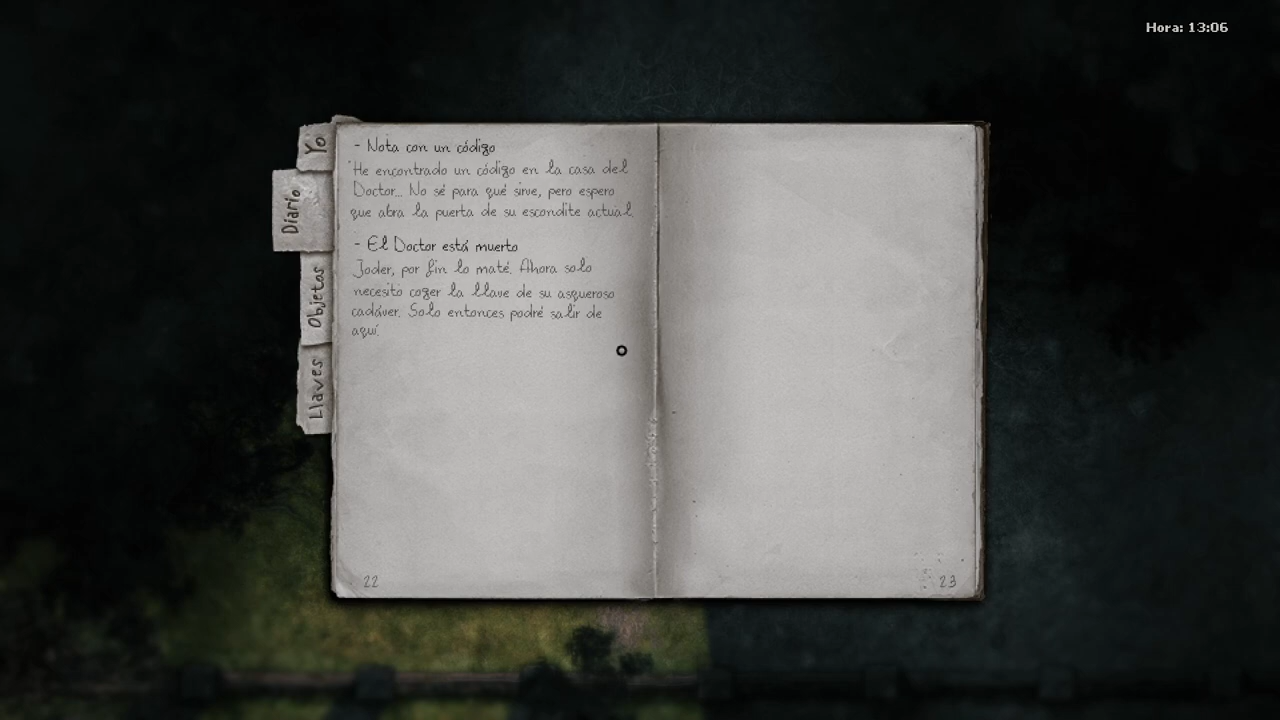 Hora: 13:06
Yo
Diario
Objetos
Llaves
- Nota con un código
He encontrado un código en la casa del
Doctor... No sé para qué sirve, pero espero
que abra la puerta de su escondite actual.
- El Doctor está muerto
Joder, por fin lo maté. Ahora solo
necesito coger la llave de su asqueroso
cadáver. Solo entonces podré salir de
aquí.
22
23